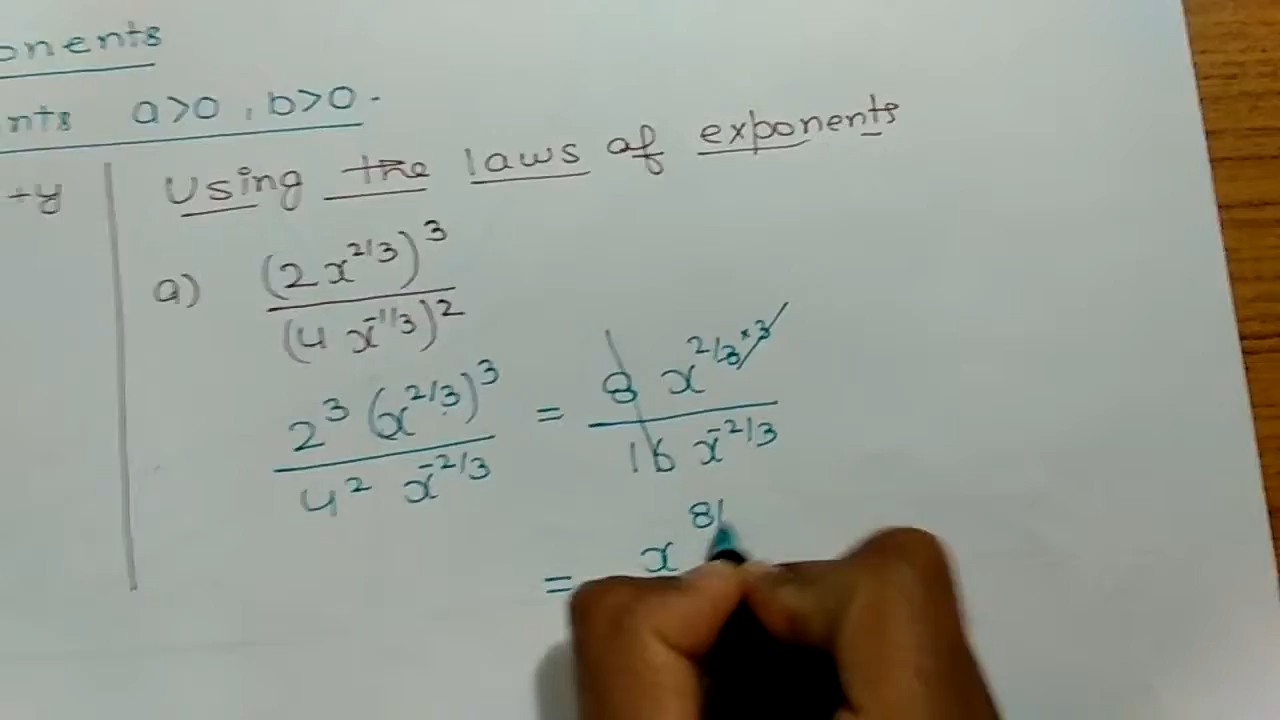 onents
nts a>0, b>0.
+y
Using the laws of exponents
a) (2x^{2/3})^3 / (4x^{-1/3})^2
2^3 (x^{2/3})^3 / 4^2 x^{-2/3} = 8 x^{2/3×3} / 16 x^{-2/3}
= x^{8/